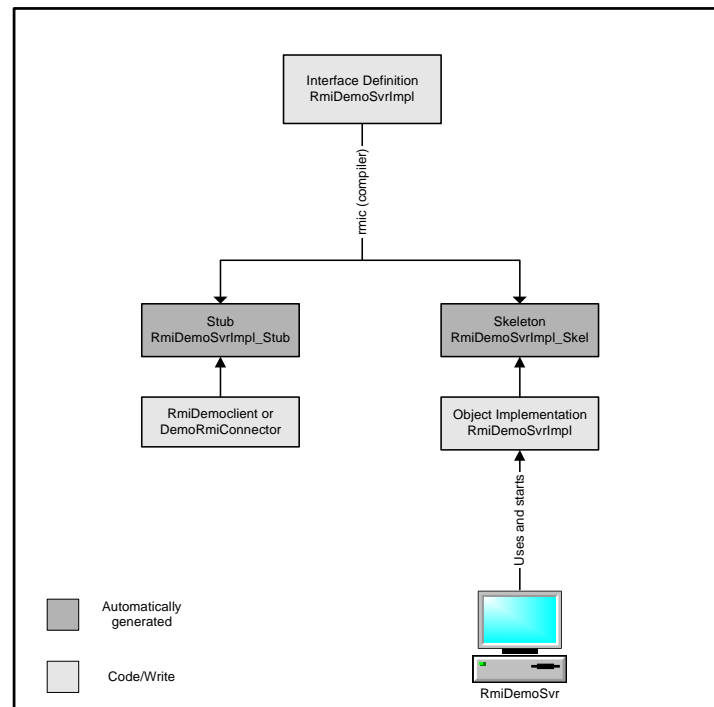 Interface Definition
RmiDemoSvrImpl
rmic (compiler)
Stub
RmiDemoSvrImpl_Stub
Skeleton
RmiDemoSvrImpl_Skel
RmiDemoclient or
DemoRmiConnector
Object Implementation
RmiDemoSvrImpl
Uses and starts
Automatically
generated
Code/Write
RmiDemoSvr